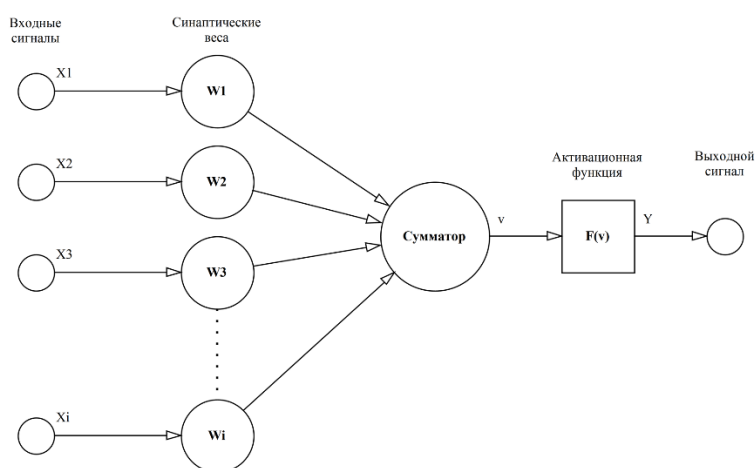 Входные
сигналы
Синаптические
веса
X1
W1
X2
W2
X3
W3
Xi
Wi
Сумматор
v
Активационная
функция
F(v)
Y
Выходной
сигнал